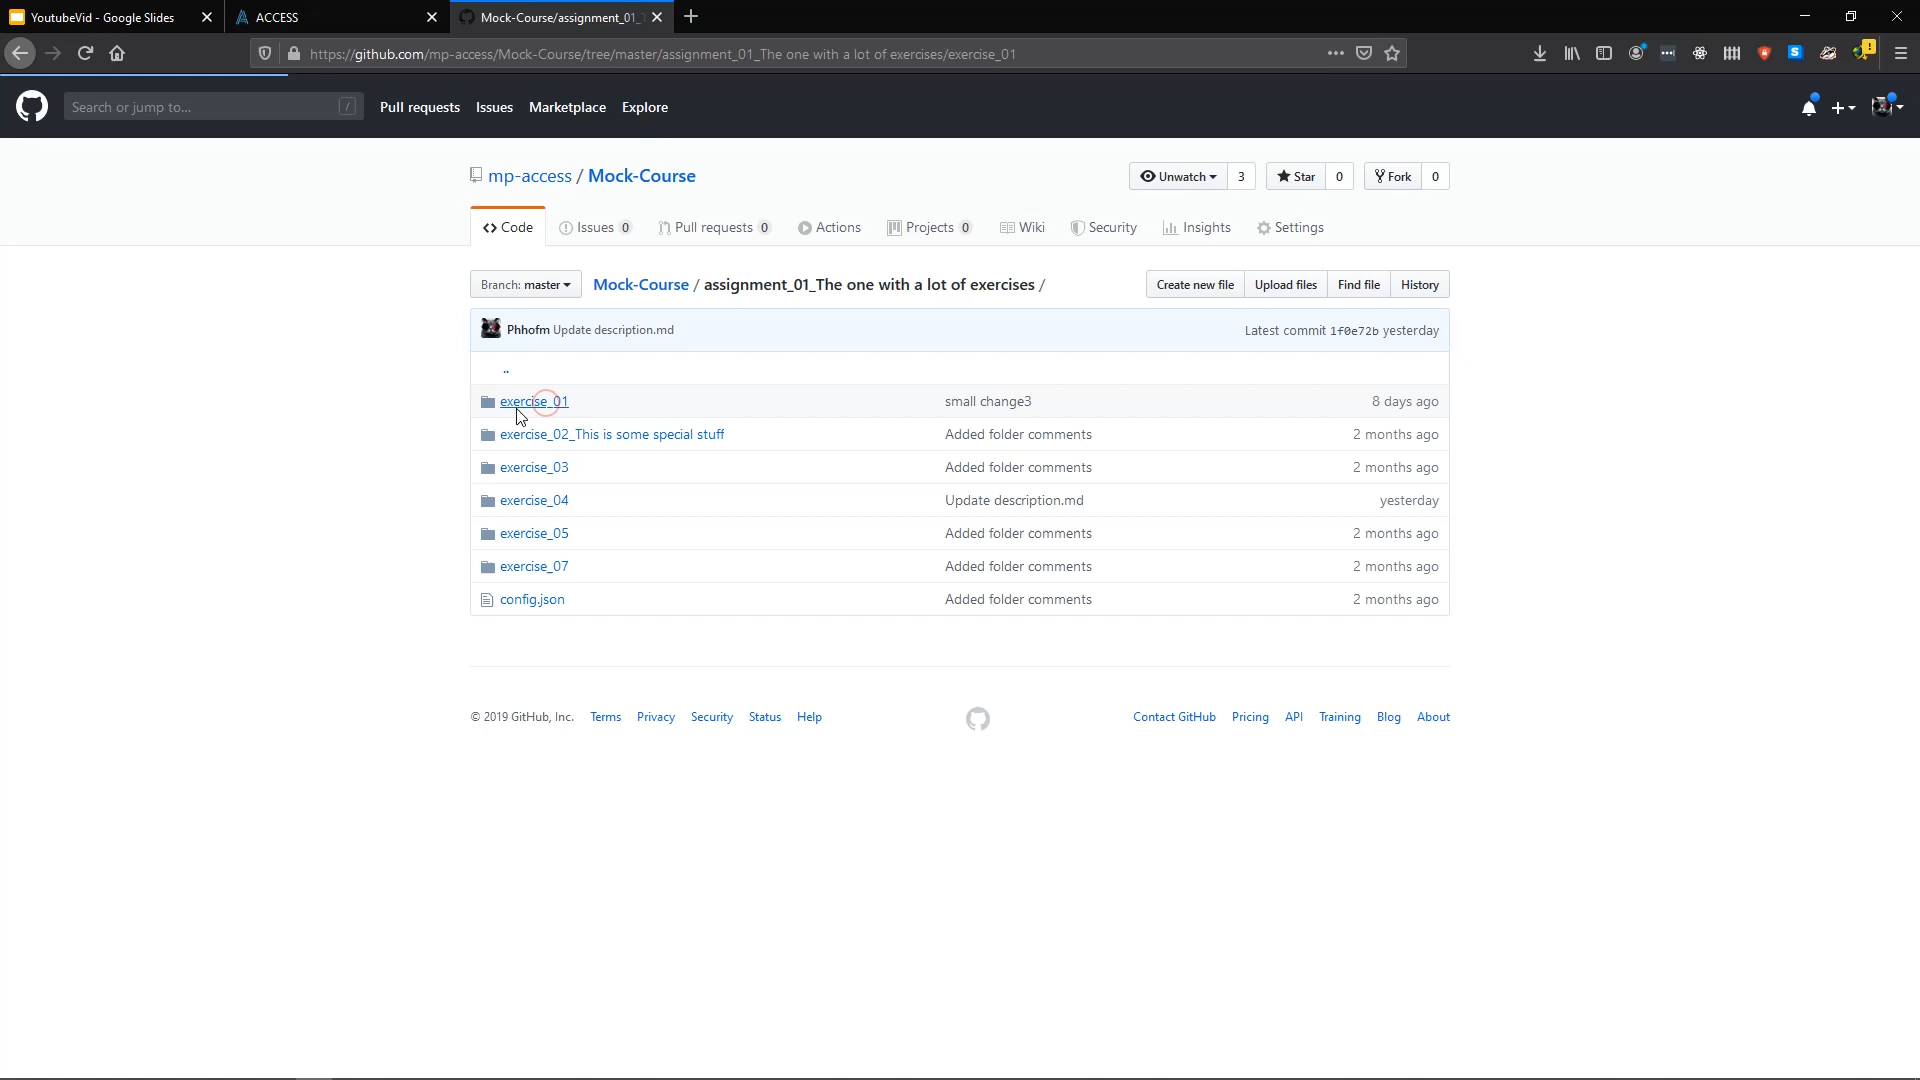 YoutubeVid - Google Slides
ACCESS
Mock-Course/assignment_01_
https://github.com/mp-access/Mock-Course/tree/master/assignment_01_The one with a lot of exercises/exercise_01
Search or jump to...
/
Pull requests
Issues
Marketplace
Explore
mp-access / Mock-Course
Unwatch
3
Star
0
Fork
0
Code
Issues 0
Pull requests 0
Actions
Projects 0
Wiki
Security
Insights
Settings
Branch: master
Mock-Course / assignment_01_The one with a lot of exercises /
Create new file
Upload files
Find file
History
Phhofm Update description.md
Latest commit 1f0e72b yesterday
..
exercise_01
small change3
8 days ago
exercise_02_This is some special stuff
Added folder comments
2 months ago
exercise_03
Added folder comments
2 months ago
exercise_04
Update description.md
yesterday
exercise_05
Added folder comments
2 months ago
exercise_07
Added folder comments
2 months ago
config.json
Added folder comments
2 months ago
© 2019 GitHub, Inc.
Terms
Privacy
Security
Status
Help
Contact GitHub
Pricing
API
Training
Blog
About